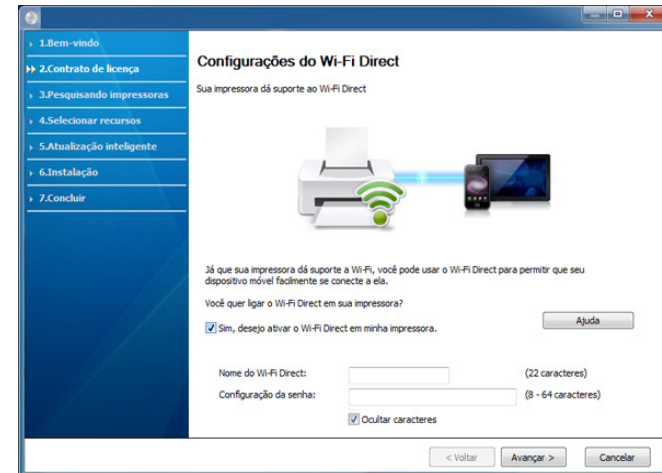 1.Bem-vindo
2.Contrato de licença
3.Pesquisando impressoras
4.Selecionar recursos
5.Atualização inteligente
6.Instalação
7.Concluir
Configurações do Wi-Fi Direct
Sua impressora dá suporte ao Wi-Fi Direct
Já que sua impressora dá suporte a Wi-Fi, você pode usar o Wi-Fi Direct para permitir que seu
dispositivo móvel facilmente se conecte a ela.
Você quer ligar o Wi-Fi Direct em sua impressora?
Sim, desejo ativar o Wi-Fi Direct em minha impressora.
Ajuda
Nome do Wi-Fi Direct: (22 caracteres)
Configuração da senha: (8 - 64 caracteres)
Ocultar caracteres
< Voltar Avançar > Cancelar